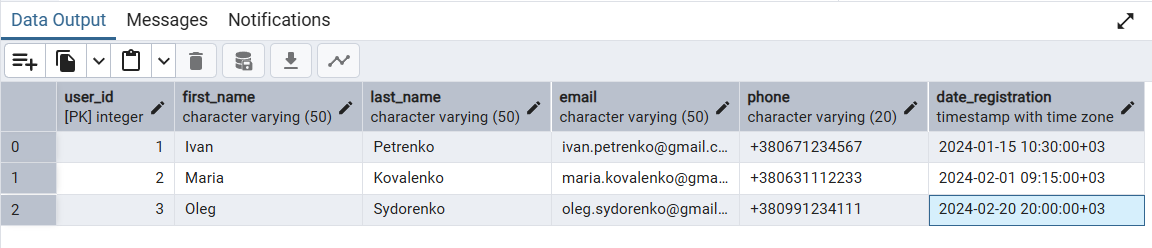 Data Output Messages Notifications
user_id first_name last_name email phone date_registration
[PK] integer character varying (50) character varying (50) character varying (50) character varying (20) timestamp with time zone
0 1 Ivan Petrenko ivan.petrenko@gmail.c... +380671234567 2024-01-15 10:30:00+03
1 2 Maria Kovalenko maria.kovalenko@gma... +380631112233 2024-02-01 09:15:00+03
2 3 Oleg Sydorenko oleg.sydorenko@gmail... +380991234111 2024-02-20 20:00:00+03